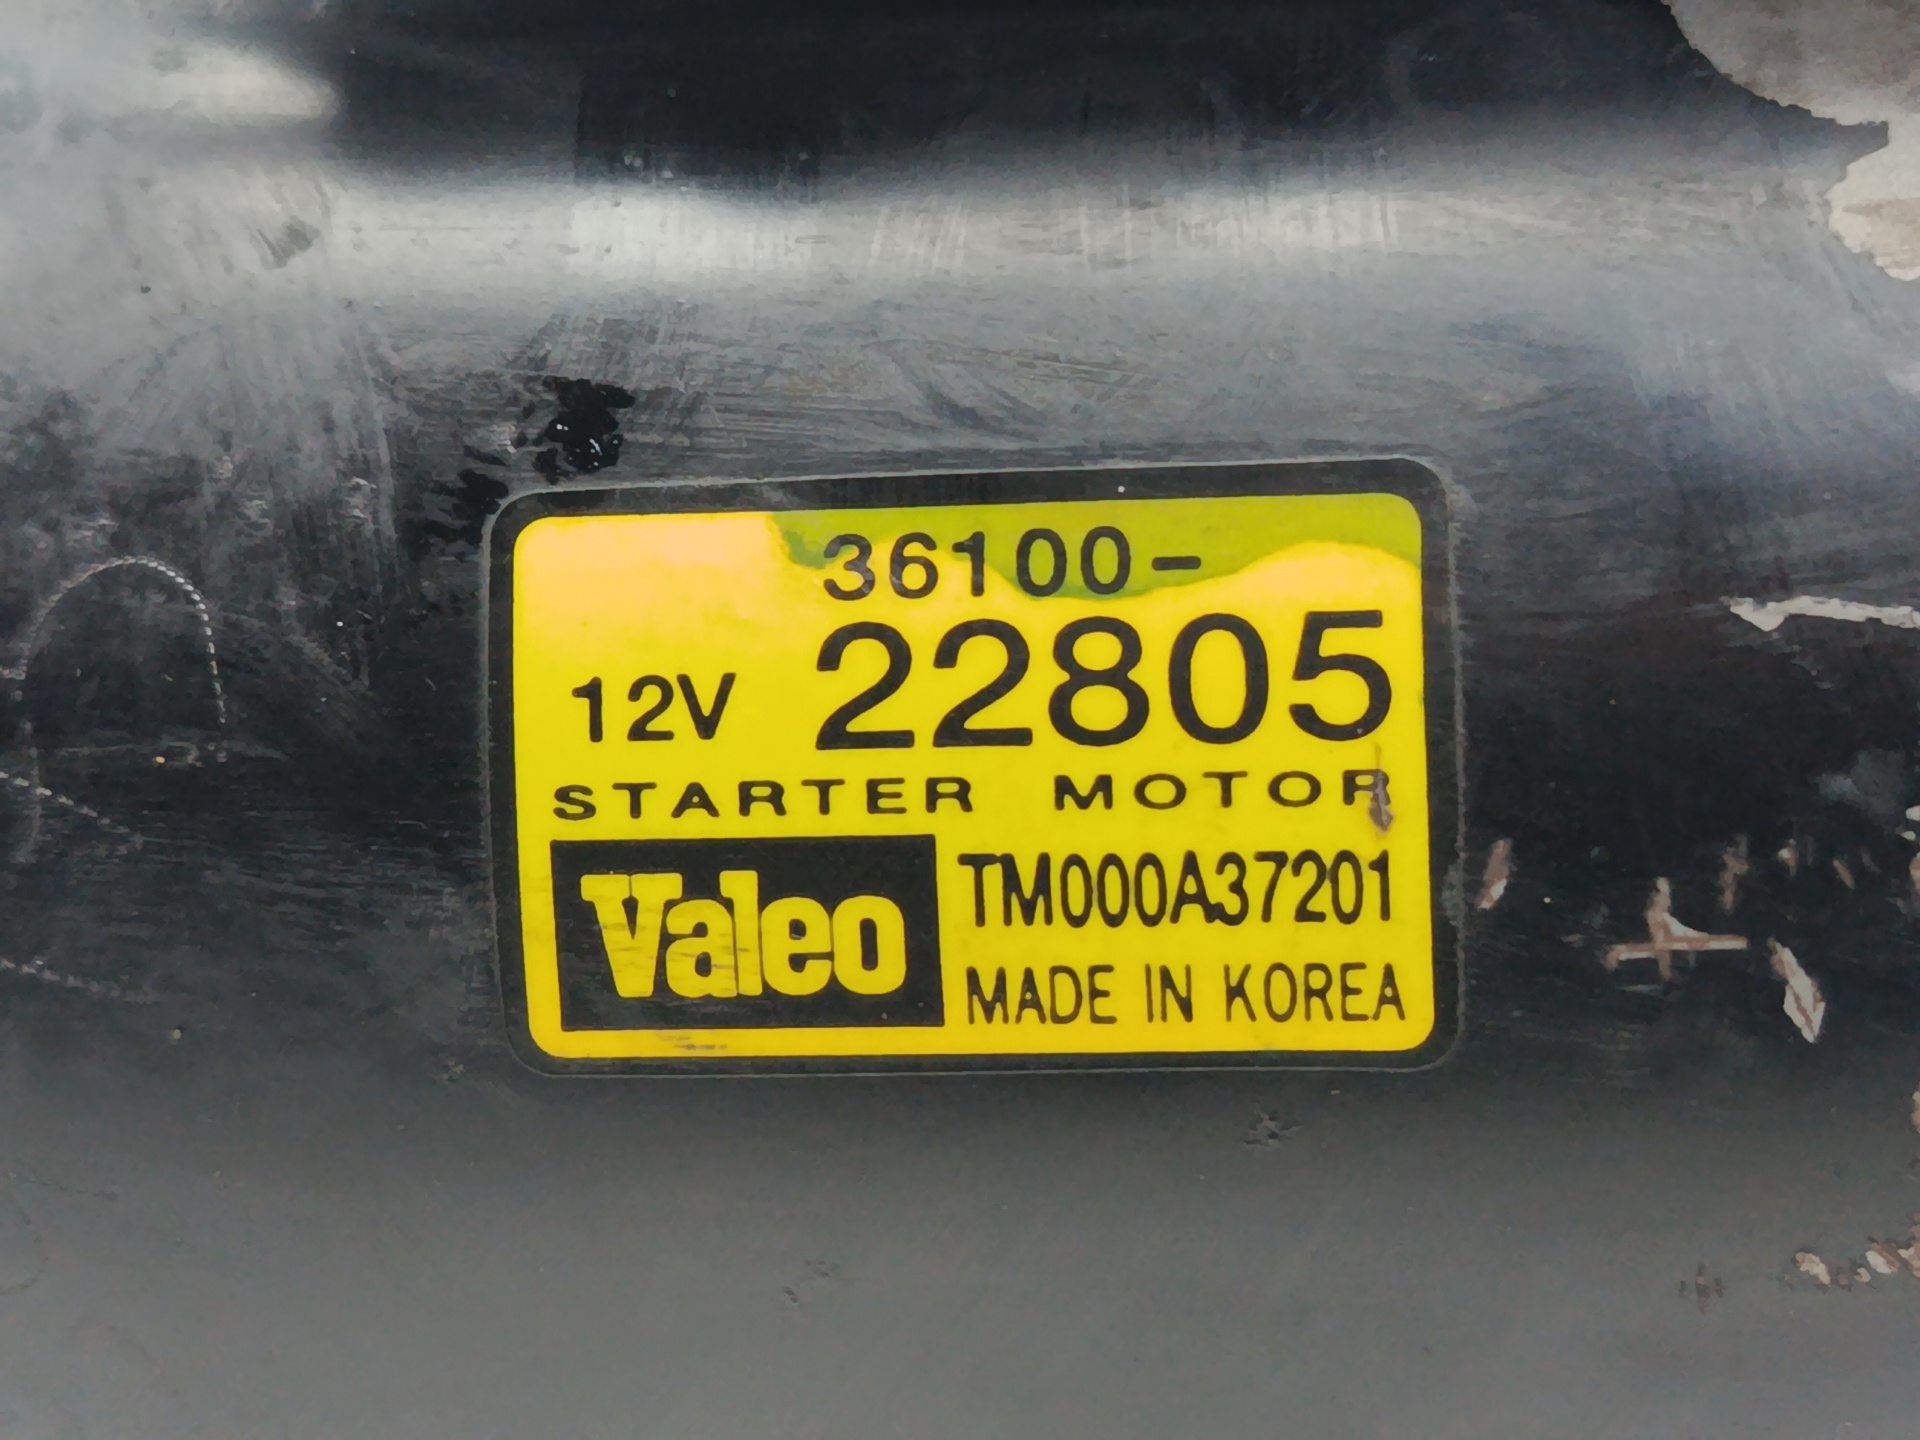 36100-
12V 22805
STARTER MOTOR
Valeo TM000A37201
MADE IN KOREA